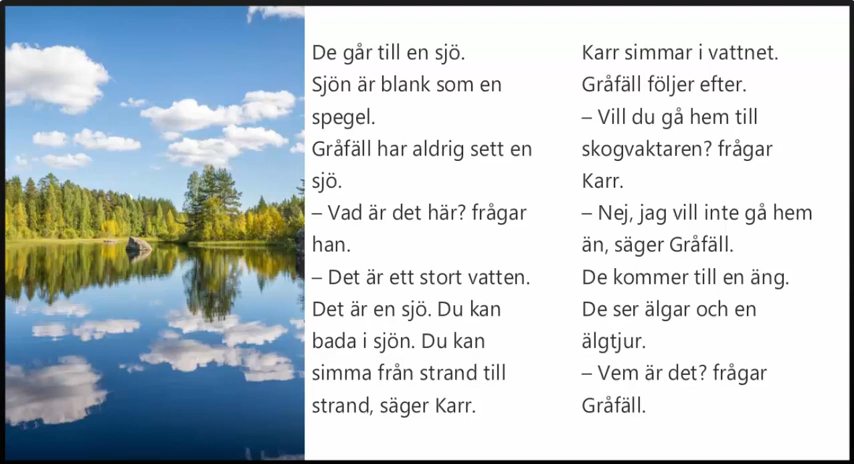 De går till en sjö.
Sjön är blank som en
spegel.
Gråfäll har aldrig sett en
sjö.
– Vad är det här? frågar
han.
– Det är ett stort vatten.
Det är en sjö. Du kan
bada i sjön. Du kan
simma från strand till
strand, säger Karr.
Karr simmar i vattnet.
Gråfäll följer efter.
– Vill du gå hem till
skogvaktaren? frågar
Karr.
– Nej, jag vill inte gå hem
än, säger Gråfäll.
De kommer till en äng.
De ser älgar och en
älgtjur.
– Vem är det? frågar
Gråfäll.